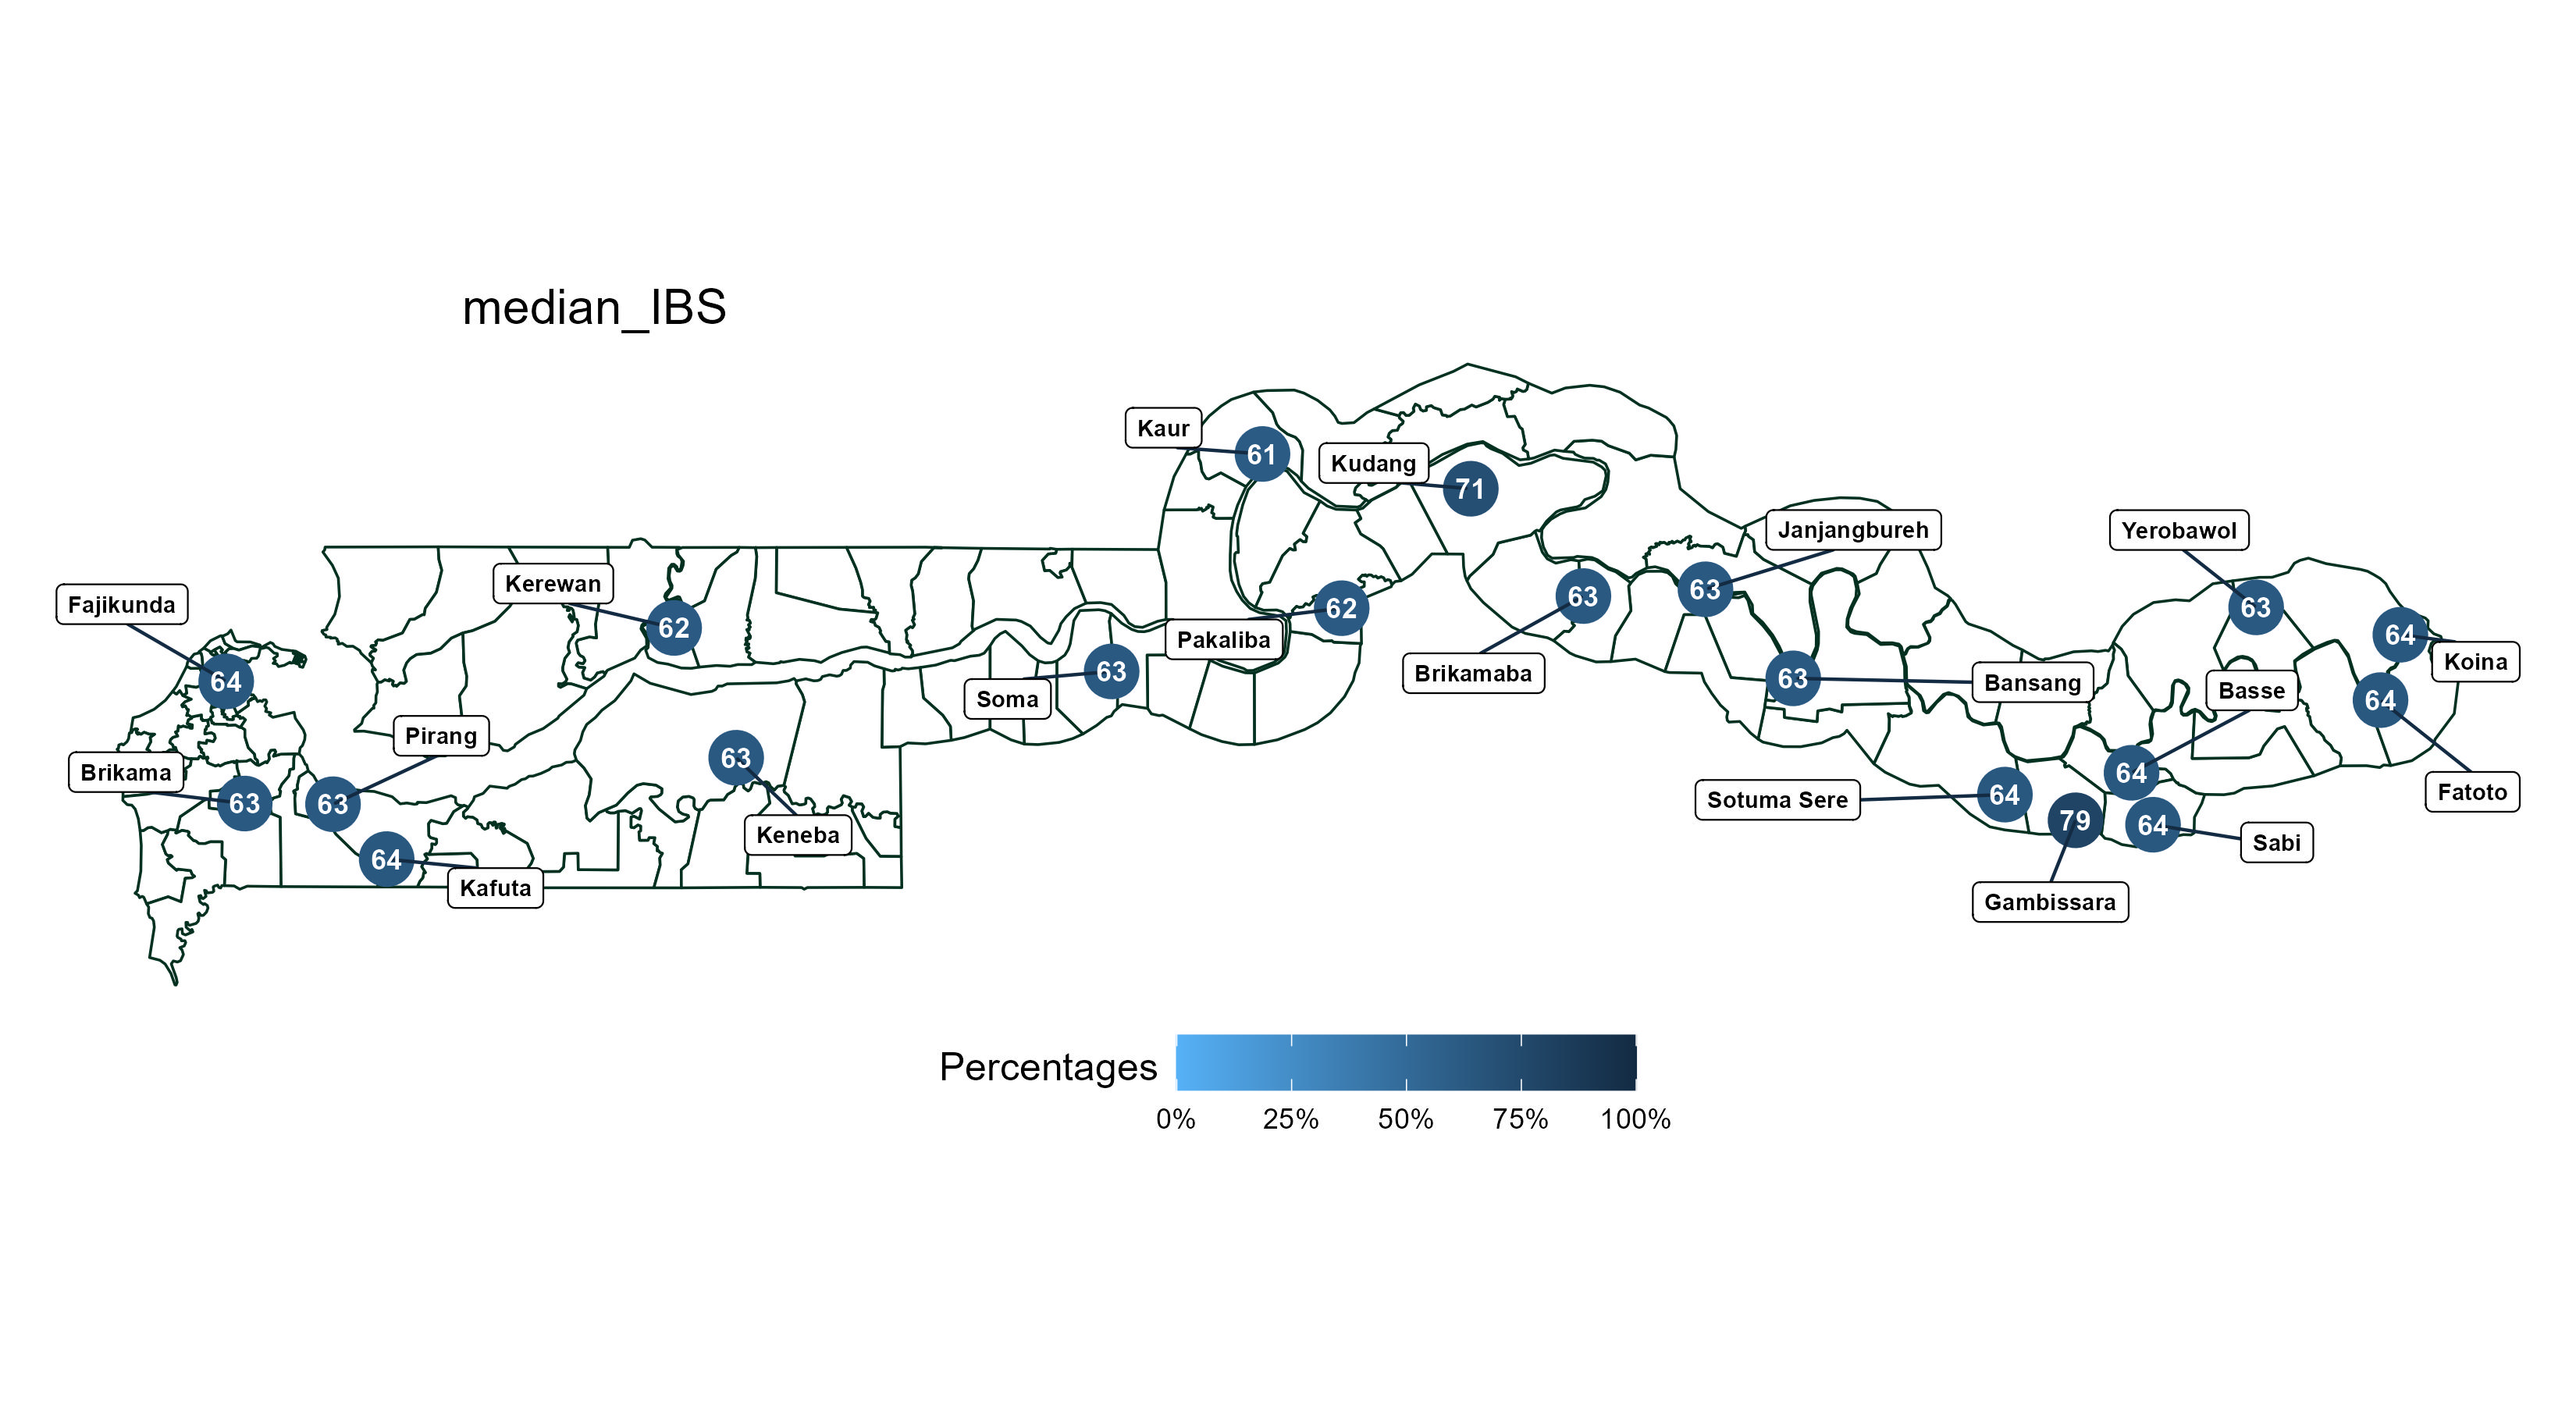 median_IBS
Kaur
61
Kudang
71
Janjangbureh
63
Yerobawol
63
Fajikunda
64
Kerewan
62
Pakaliba
62
Brikamaba
63
Koina
64
Soma
63
Bansang
63
Basse
64
Fatoto
64
Pirang
63
Brikama
63
Keneba
63
Kafuta
64
Sotuma Sere
64
Gambissara
79
Sabi
64
Percentages
0% 25% 50% 75% 100%